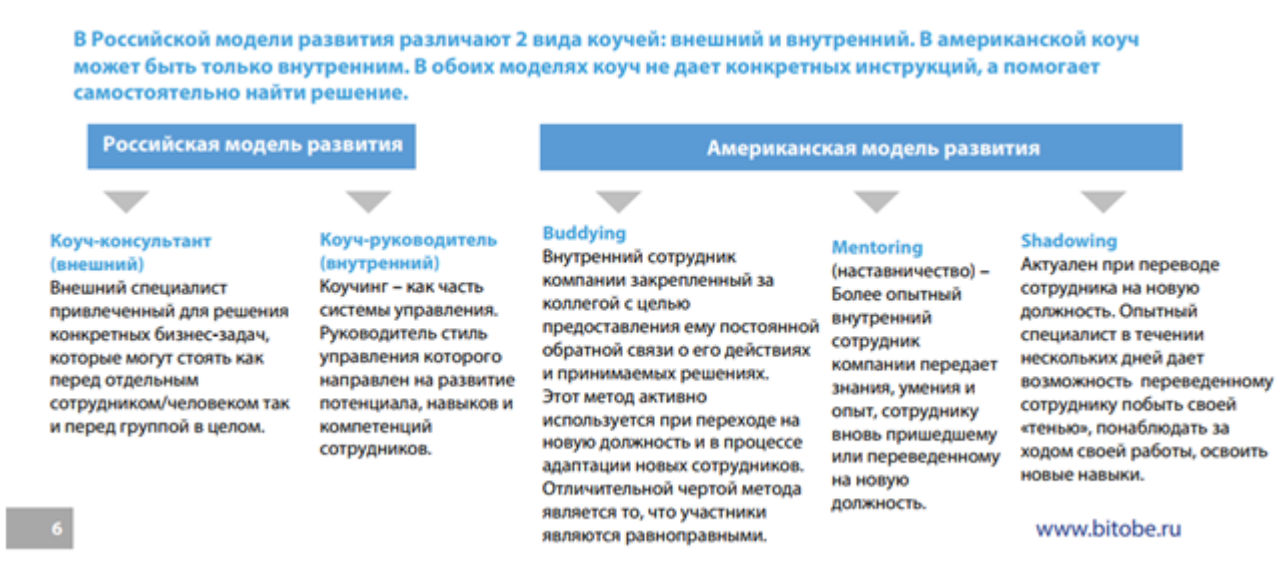 В Российской модели развития различают 2 вида коучей: внешний и внутренний. В американской коуч
может быть только внутренним. В обоих моделях коуч не дает конкретных инструкций, а помогает
самостоятельно найти решение.
Российская модель развития
Коуч-консультант
(внешний)
Внешний специалист
привлеченный для решения
конкретных бизнес-задач,
которые могут стоять как
перед отдельным
сотрудником/человеком так
и перед группой в целом.
Коуч-руководитель
(внутренний)
Коучинг – как часть
системы управления.
Руководитель стиль
управления которого
направлен на развитие
потенциала, навыков и
компетенций
сотрудников.
Американская модель развития
Buddying
Внутренний сотрудник
компании закрепленный за
коллегой с целью
предоставления ему постоянной
обратной связи о его действиях
и принимаемых решениях.
Этот метод активно
используется при переходе на
новую должность и в процессе
адаптации новых сотрудников.
Отличительной чертой метода
является то, что участники
являются равноправными.
Mentoring
(наставничество) –
Более опытный
внутренний
сотрудник
компании передает
знания, умения и
опыт, сотруднику
вновь пришедшему
или переведенному
на новую
должность.
Shadowing
Актуален при переводе
сотрудника на новую
должность. Опытный
специалист в течении
нескольких дней дает
возможность переведенному
сотруднику побыть своей
«тенью», понаблюдать за
ходом своей работы, освоить
новые навыки.
6
www.bitobe.ru